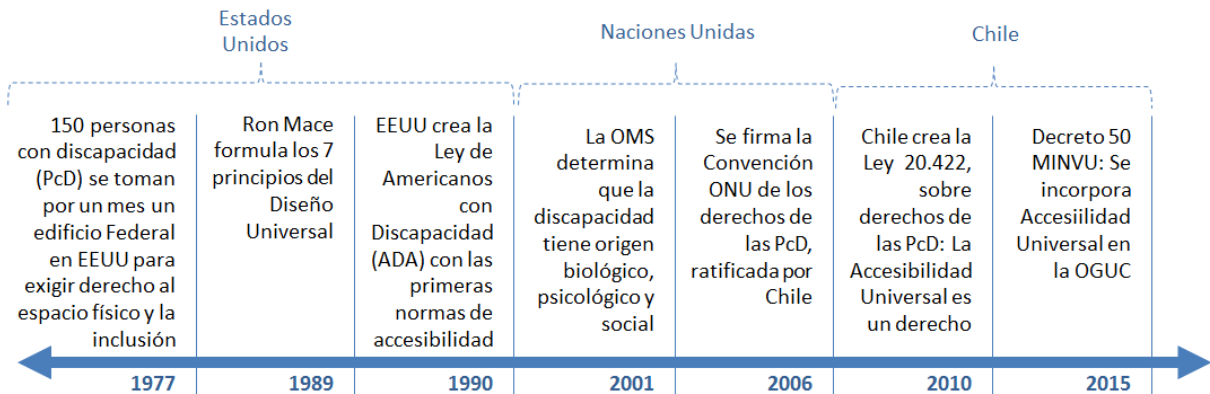 Estados
Unidos
Naciones Unidas
Chile
150 personas
con discapacidad
(PcD) se toman
por un mes un
edificio Federal
en EEUU para
exigir derecho al
espacio físico y la
inclusión
Ron Mace
formula los 7
principios del
Diseño
Universal
EEUU crea la
Ley de
Americanos
con
Discapacidad
(ADA) con las
primeras
normas de
accesibilidad
La OMS
determina
que la
discapacidad
tiene origen
biológico,
psicológico y
social
Se firma la
Convención
ONU de los
derechos de
las PcD,
ratificada por
Chile
Chile crea la
Ley 20.422,
sobre
derechos de
las PcD: La
Accesibilidad
Universal es
un derecho
Decreto 50
MINVU: Se
incorpora
Accesiilidad
Universal en
la OGUC
1977
1989
1990
2001
2006
2010
2015